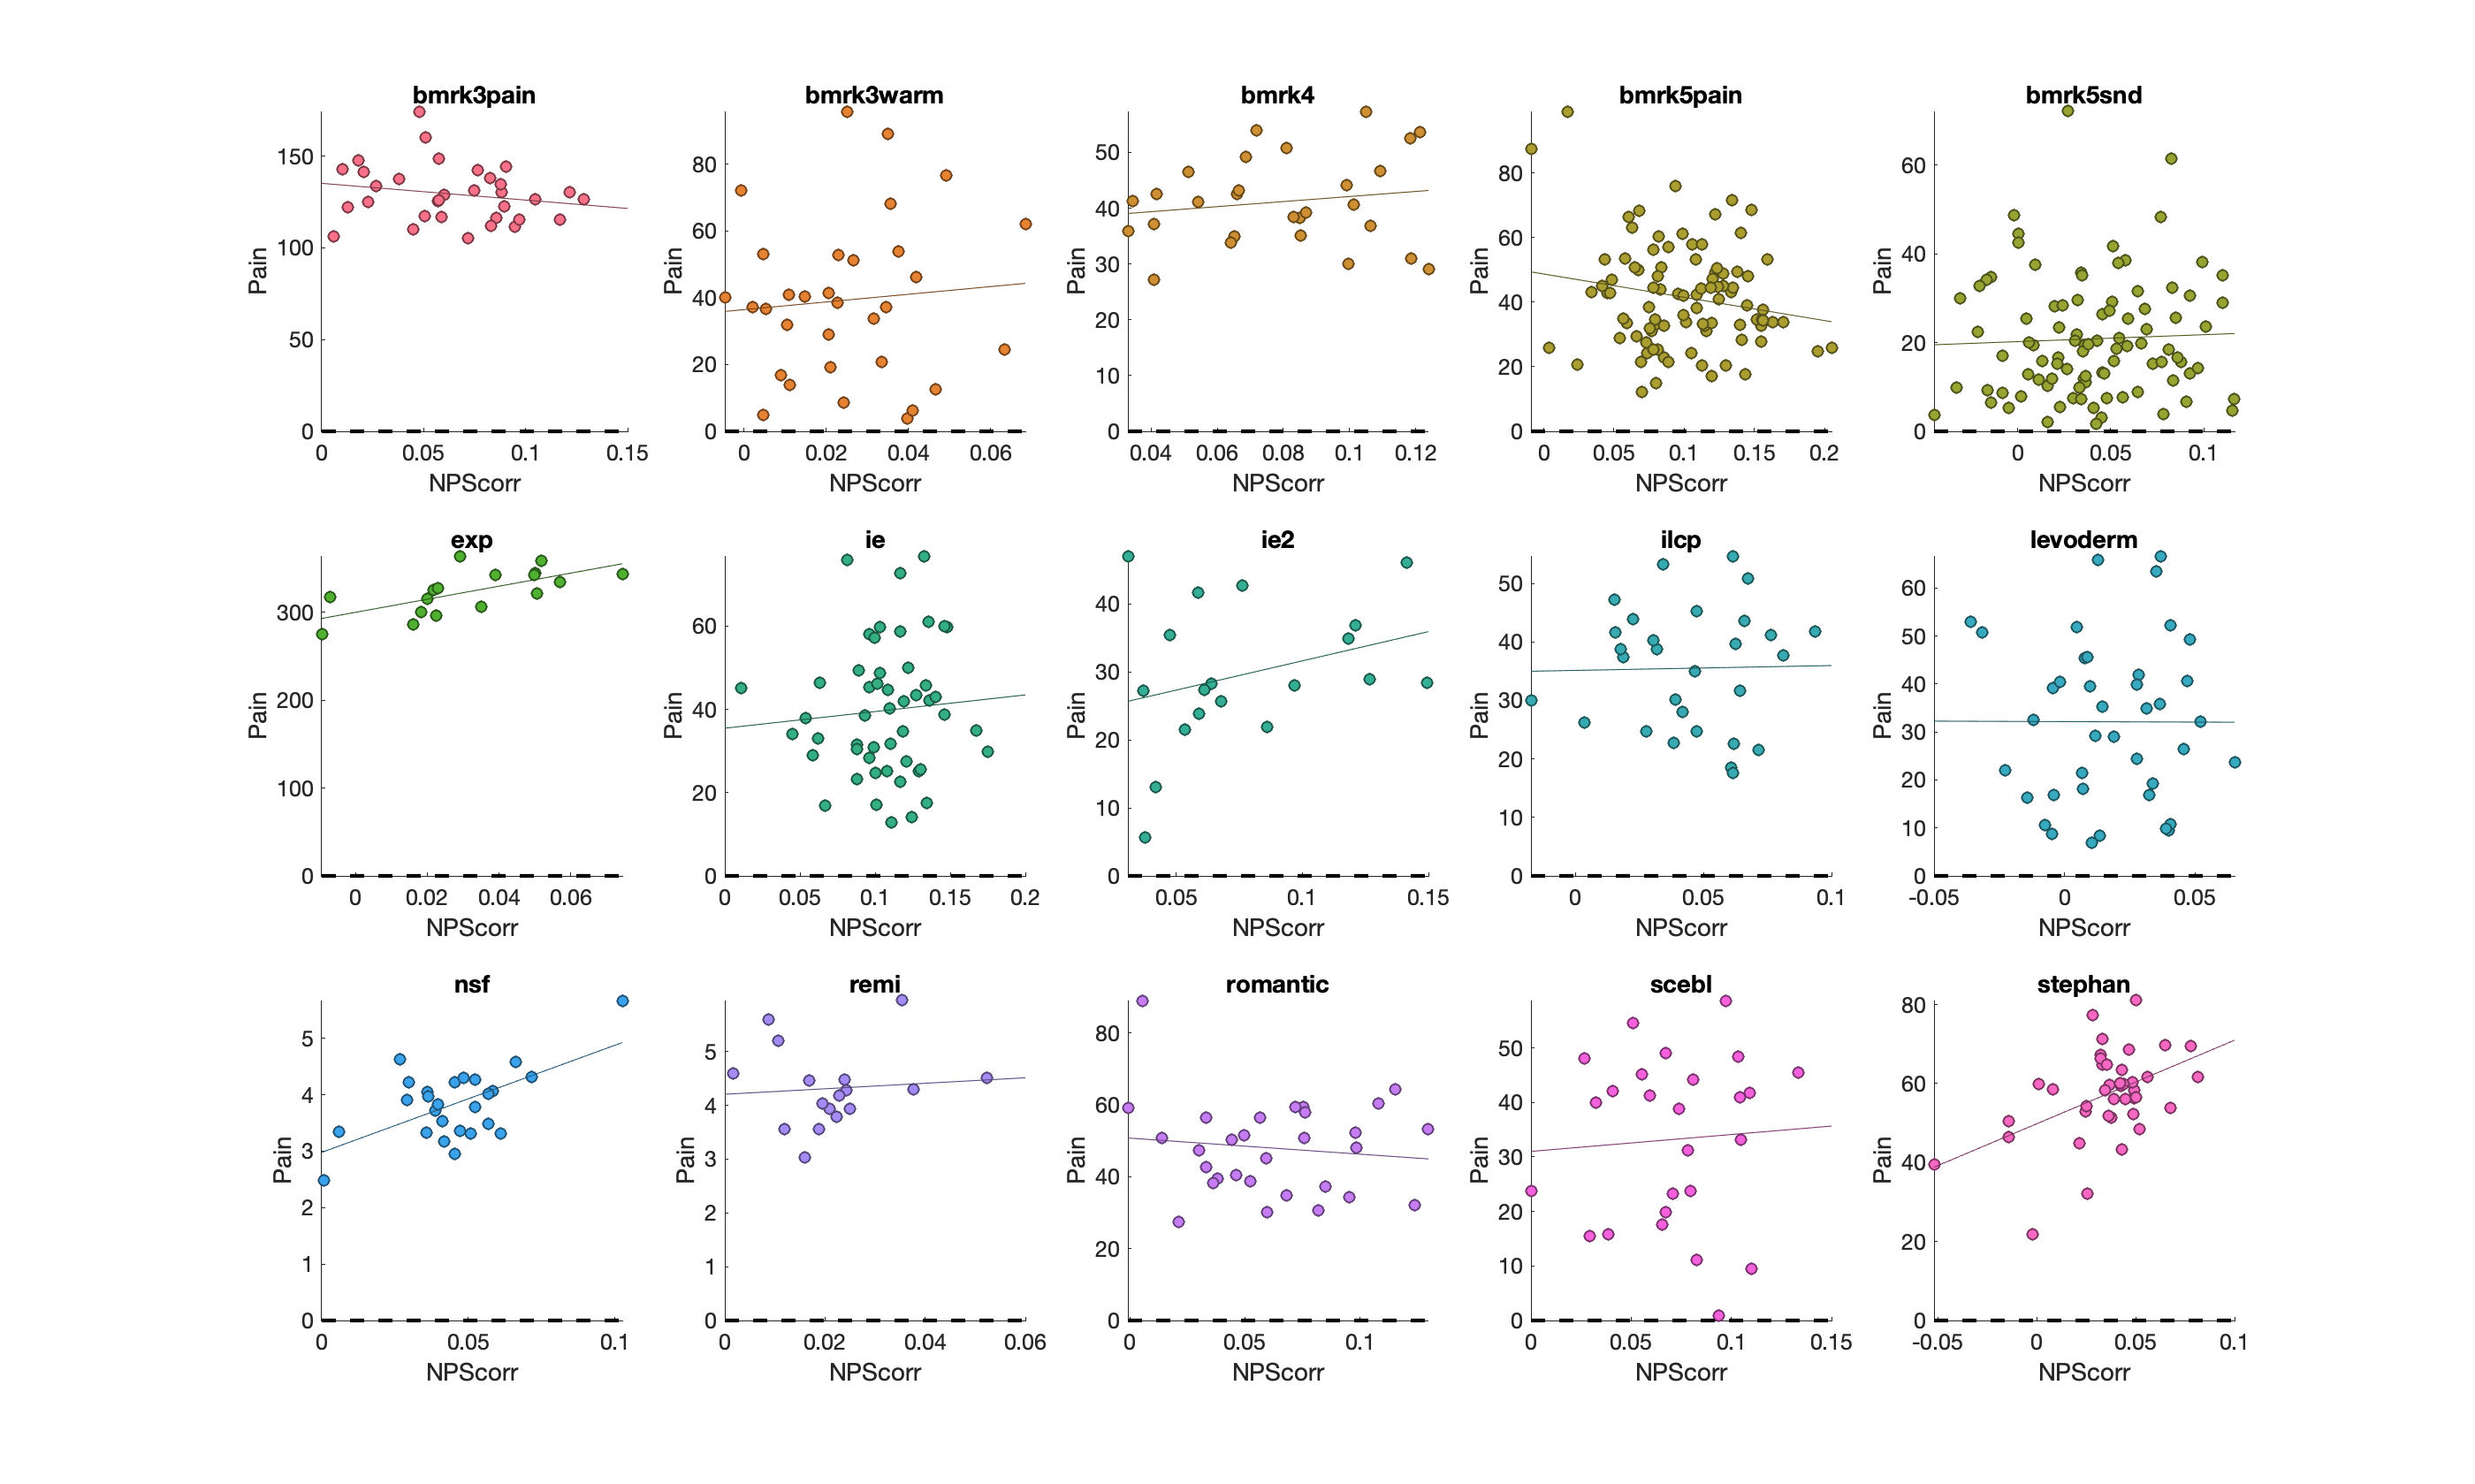 bmrk3pain bmrk3warm bmrk4 bmrk5pain bmrk5snd
150 100 50 0
Pain
0 0.05 0.1 0.15
NPScorr
80 60 40 20 0
Pain
0 0.02 0.04 0.06
NPScorr
50 40 30 20 10 0
Pain
0.04 0.06 0.08 0.1 0.12
NPScorr
80 60 40 20 0
Pain
0 0.05 0.1 0.15 0.2
NPScorr
60 40 20 0
Pain
0 0.05 0.1
NPScorr
exp ie ie2 ilcp levoderm
300 200 100 0
Pain
0 0.02 0.04 0.06
NPScorr
60 40 20 0
Pain
0 0.05 0.1 0.15 0.2
NPScorr
40 30 20 10 0
Pain
0.05 0.1 0.15
NPScorr
50 40 30 20 10 0
Pain
0 0.05 0.1
NPScorr
60 50 40 30 20 10 0
Pain
-0.05 0 0.05
NPScorr
nsf remi romantic scebl stephan
5 4 3 2 1 0
Pain
0 0.05 0.1
NPScorr
5 4 3 2 1 0
Pain
0 0.02 0.04 0.06
NPScorr
80 60 40 20 0
Pain
0 0.05 0.1
NPScorr
50 40 30 20 10 0
Pain
0 0.05 0.1 0.15
NPScorr
80 60 40 20 0
Pain
-0.05 0 0.05 0.1
NPScorr